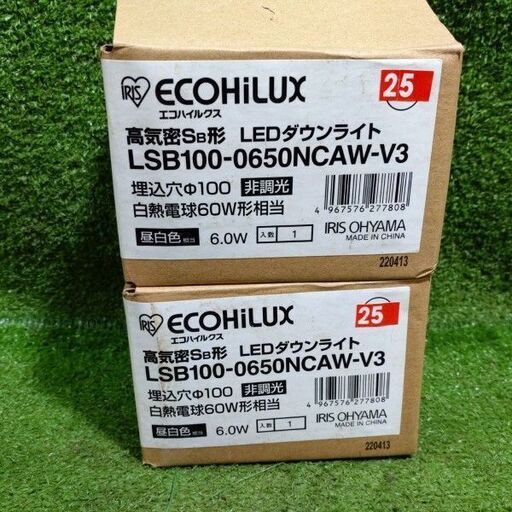 IRIS ECOHiLUX 25
エコハイルクス
高気密SB形 LEDダウンライト
LSB100-0650NCAW-V3
埋込穴Φ100 非調光
白熱電球60W形相当
4 967576 277808
昼白色相当 6.0W 入数 1 IRIS OHYAMA
MADE IN CHINA
220413
IRIS ECOHiLUX 25
エコハイルクス
高気密SB形 LEDダウンライト
LSB100-0650NCAW-V3
埋込穴Φ100 非調光
白熱電球60W形相当
4 967576 277808
昼白色相当 6.0W 入数 1 IRIS OHYAMA
MADE IN CHINA
220413